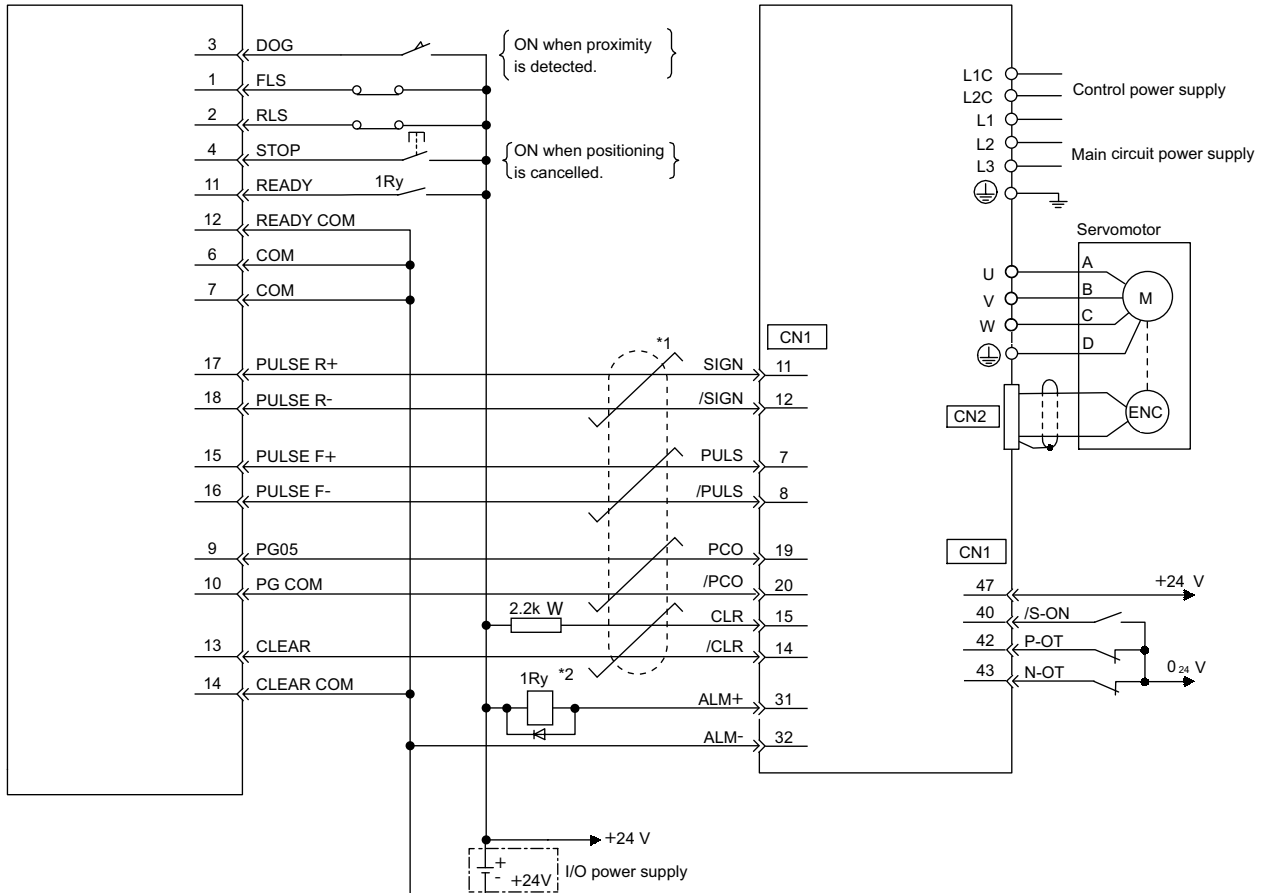 3 DOG
ON when proximity
is detected.
1 FLS
2 RLS
4 STOP
ON when positioning
is cancelled.
11 READY 1Ry
12 READY COM
6 COM
7 COM
17 PULSE R+
18 PULSE R-
15 PULSE F+
16 PULSE F-
9 PG05
10 PG COM
2.2k W
13 CLEAR
14 CLEAR COM
1Ry *2
*1
CN1
SIGN 11
/SIGN 12
PULS 7
/PULS 8
PCO 19
/PCO 20
CLR 15
/CLR 14
ALM+ 31
ALM- 32
L1C
L2C
Control power supply
L1
L2
L3
Main circuit power supply
Servomotor
U A
V B
W C
D
M
CN2
ENC
CN1
47 +24 V
40 /S-ON
42 P-OT
43 N-OT
0 24 V
+24 V
+
-
+24V
I/O power supply